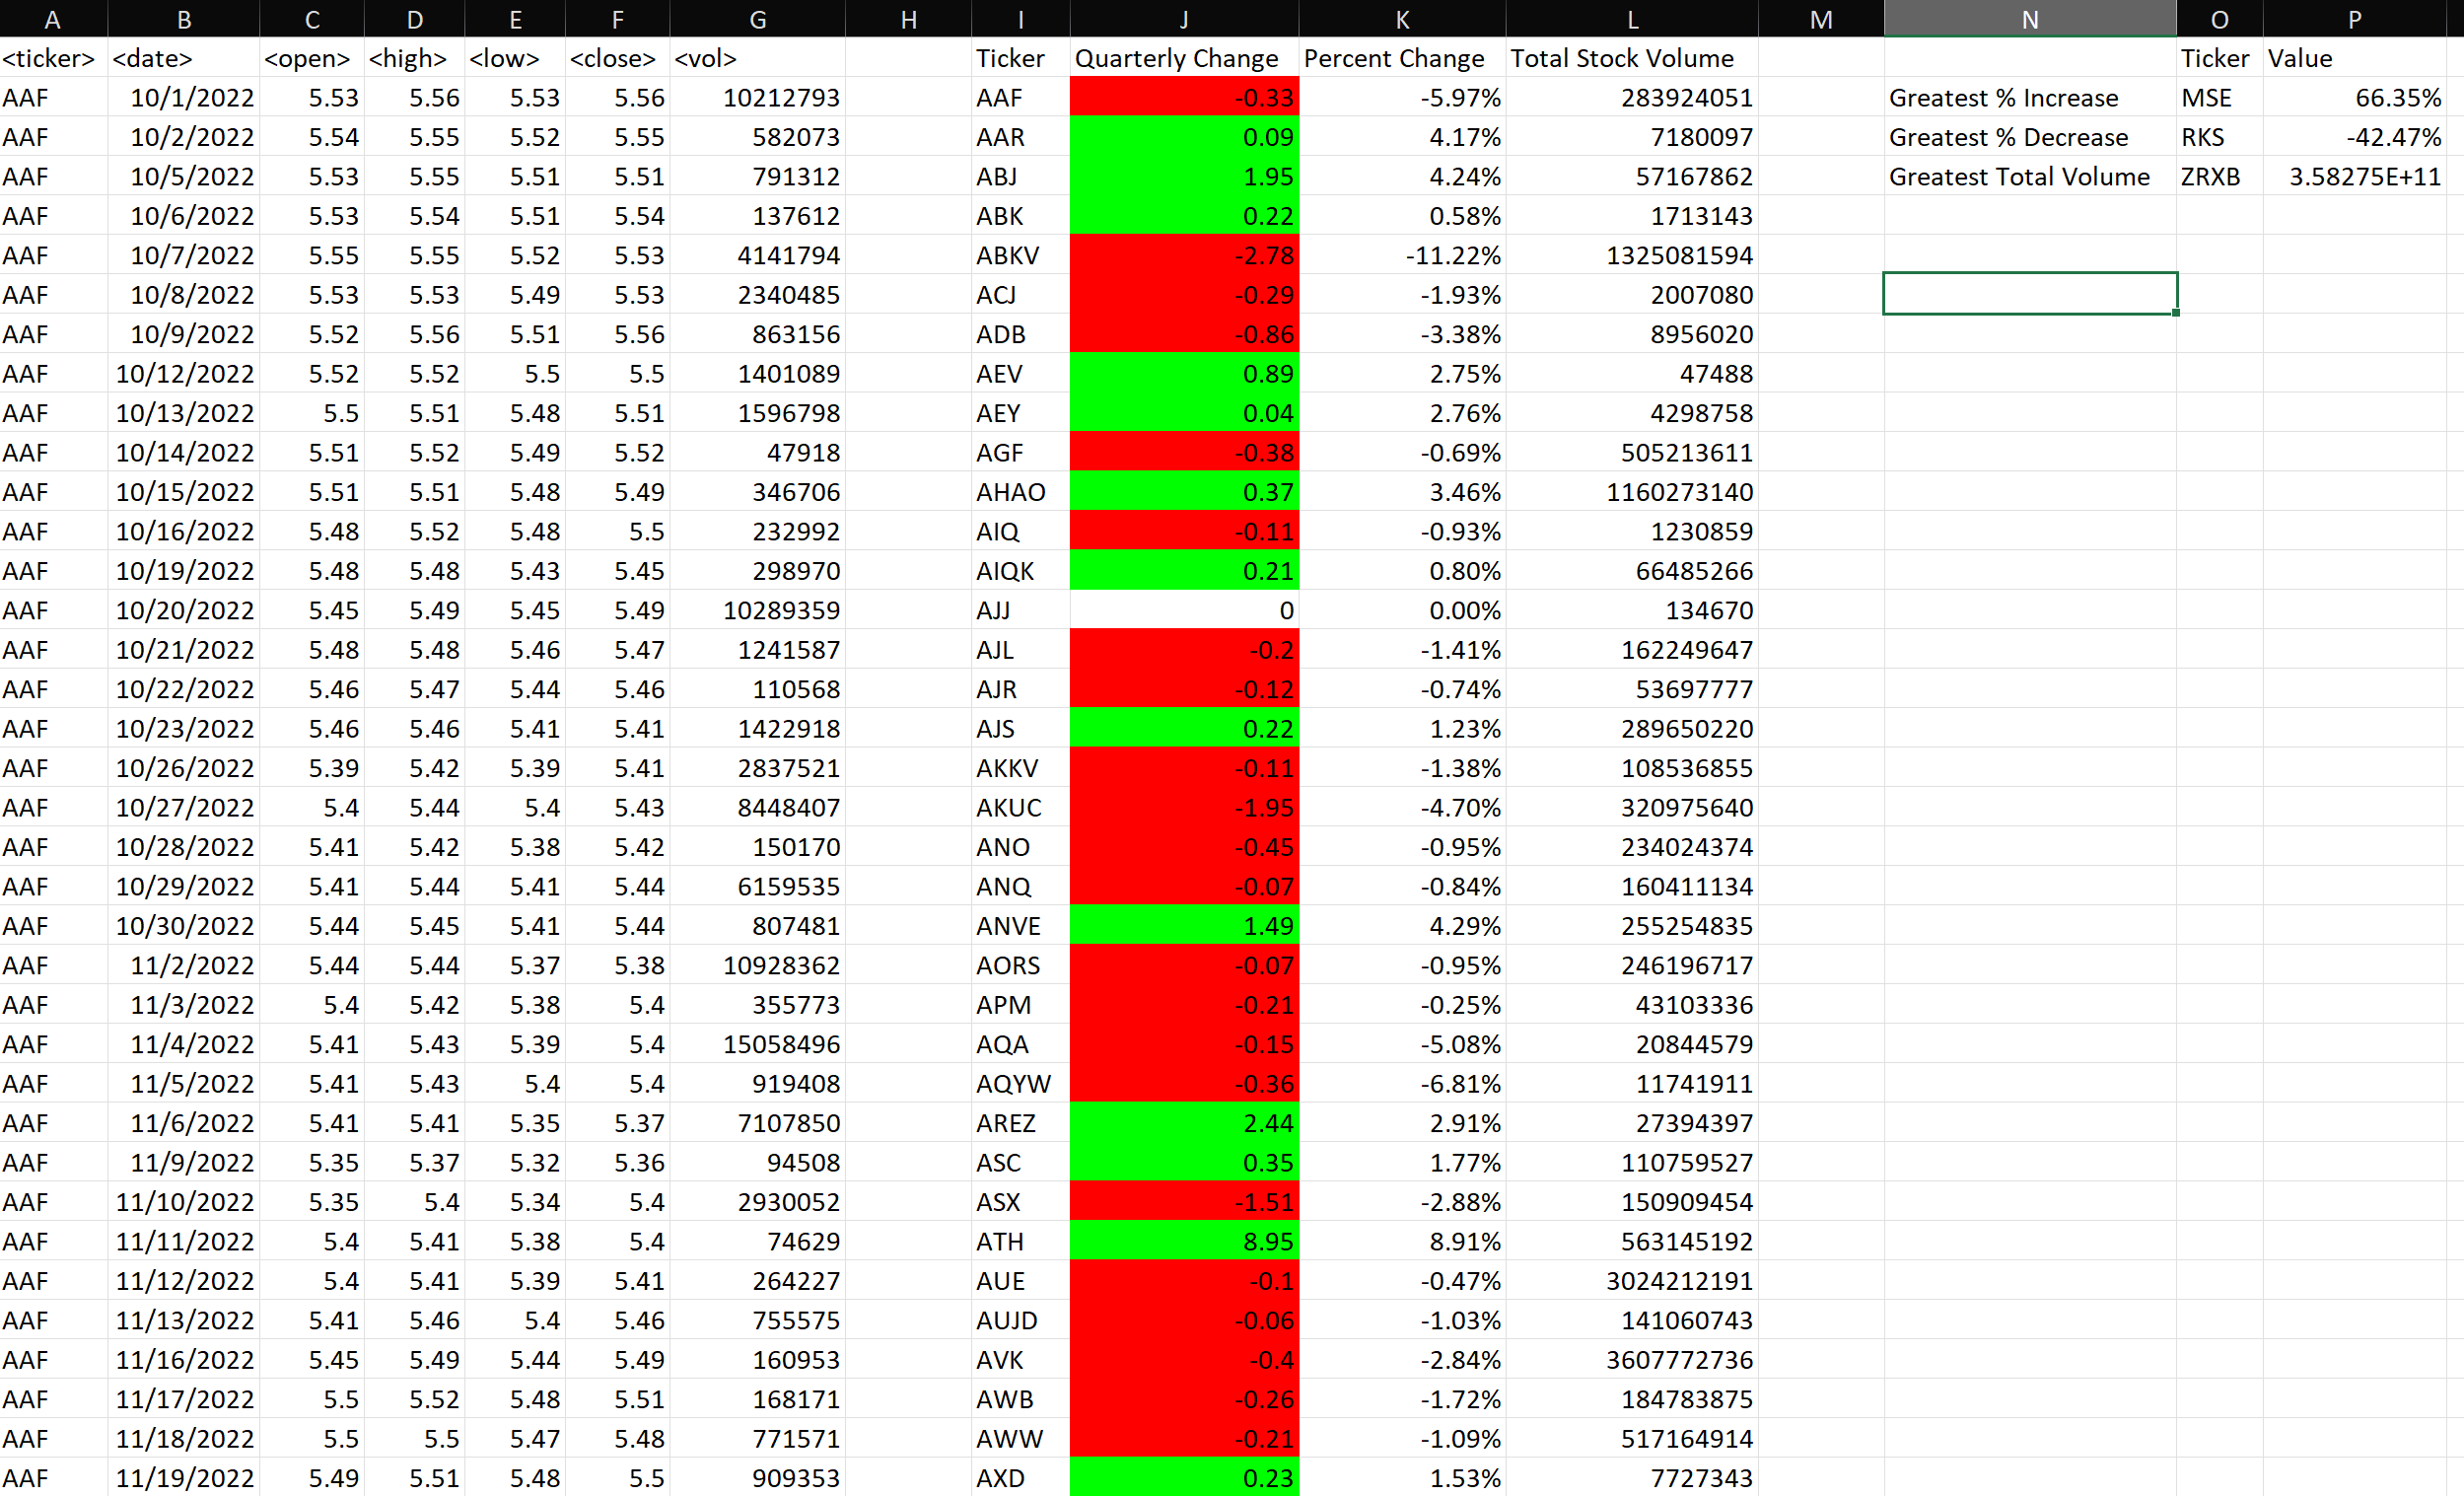 A B C D E F G H I J K L M N O P
<ticker> <date> <open> <high> <low> <close> <vol> Ticker Quarterly Change Percent Change Total Stock Volume Ticker Value
AAF 10/1/2022 5.53 5.56 5.53 5.56 10212793 AAF -0.33 -5.97% 283924051 Greatest % Increase MSE 66.35%
AAF 10/2/2022 5.54 5.55 5.52 5.55 582073 AAR 0.09 4.17% 7180097 Greatest % Decrease RKS -42.47%
AAF 10/5/2022 5.53 5.55 5.51 5.51 791312 ABJ 1.95 4.24% 57167862 Greatest Total Volume ZRXB 3.58275E+11
AAF 10/6/2022 5.53 5.54 5.51 5.54 137612 ABK 0.22 0.58% 1713143
AAF 10/7/2022 5.55 5.55 5.52 5.53 4141794 ABKV -2.78 -11.22% 1325081594
AAF 10/8/2022 5.53 5.53 5.49 5.53 2340485 ACJ -0.29 -1.93% 2007080
AAF 10/9/2022 5.52 5.56 5.51 5.56 863156 ADB -0.86 -3.38% 8956020
AAF 10/12/2022 5.52 5.52 5.5 5.5 1401089 AEV 0.89 2.75% 47488
AAF 10/13/2022 5.5 5.51 5.48 5.51 1596798 AEY 0.04 2.76% 4298758
AAF 10/14/2022 5.51 5.52 5.49 5.52 47918 AGF -0.38 -0.69% 505213611
AAF 10/15/2022 5.51 5.51 5.48 5.49 346706 AHAO 0.37 3.46% 1160273140
AAF 10/16/2022 5.48 5.52 5.48 5.5 232992 AIQ -0.11 -0.93% 1230859
AAF 10/19/2022 5.48 5.48 5.43 5.45 298970 AIQK 0.21 0.80% 66485266
AAF 10/20/2022 5.45 5.49 5.45 5.49 10289359 AJJ 0 0.00% 134670
AAF 10/21/2022 5.48 5.48 5.46 5.47 1241587 AJL -0.2 -1.41% 162249647
AAF 10/22/2022 5.46 5.47 5.44 5.46 110568 AJR -0.12 -0.74% 53697777
AAF 10/23/2022 5.46 5.46 5.41 5.41 1422918 AJS 0.22 1.23% 289650220
AAF 10/26/2022 5.39 5.42 5.39 5.41 2837521 AKKV -0.11 -1.38% 108536855
AAF 10/27/2022 5.4 5.44 5.4 5.43 8448407 AKUC -1.95 -4.70% 320975640
AAF 10/28/2022 5.41 5.42 5.38 5.42 150170 ANO -0.45 -0.95% 234024374
AAF 10/29/2022 5.41 5.44 5.41 5.44 6159535 ANQ -0.07 -0.84% 160411134
AAF 10/30/2022 5.44 5.45 5.41 5.44 807481 ANVE 1.49 4.29% 255254835
AAF 11/2/2022 5.44 5.44 5.37 5.38 10928362 AORS -0.07 -0.95% 246196717
AAF 11/3/2022 5.4 5.42 5.38 5.4 355773 APM -0.21 -0.25% 43103336
AAF 11/4/2022 5.41 5.43 5.39 5.4 15058496 AQA -0.15 -5.08% 20844579
AAF 11/5/2022 5.41 5.43 5.4 5.4 919408 AQYW -0.36 -6.81% 11741911
AAF 11/6/2022 5.41 5.41 5.35 5.37 7107850 AREZ 2.44 2.91% 27394397
AAF 11/9/2022 5.35 5.37 5.32 5.36 94508 ASC 0.35 1.77% 110759527
AAF 11/10/2022 5.35 5.4 5.34 5.4 2930052 ASX -1.51 -2.88% 150909454
AAF 11/11/2022 5.4 5.41 5.38 5.4 74629 ATH 8.95 8.91% 563145192
AAF 11/12/2022 5.4 5.41 5.39 5.41 264227 AUE -0.1 -0.47% 3024212191
AAF 11/13/2022 5.41 5.46 5.4 5.46 755575 AUJD -0.06 -1.03% 141060743
AAF 11/16/2022 5.45 5.49 5.44 5.49 160953 AVK -0.4 -2.84% 3607772736
AAF 11/17/2022 5.5 5.52 5.48 5.51 168171 AWB -0.26 -1.72% 184783875
AAF 11/18/2022 5.5 5.5 5.47 5.48 771571 AWW -0.21 -1.09% 517164914
AAF 11/19/2022 5.49 5.51 5.48 5.5 909353 AXD 0.23 1.53% 7727343